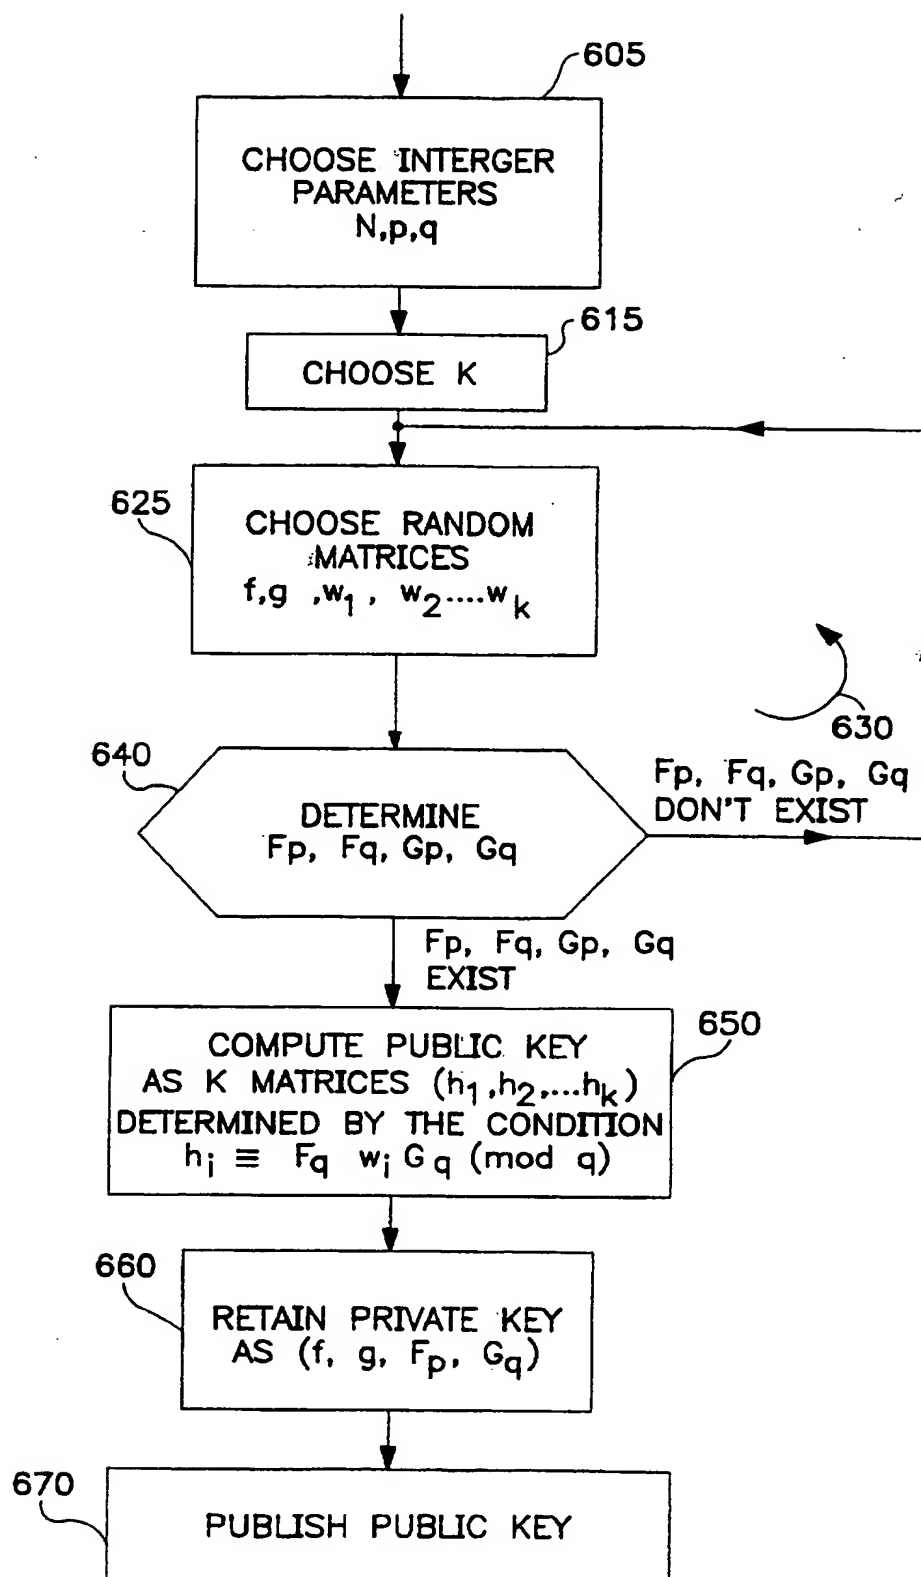 605
CHOOSE INTERGER
PARAMETERS
N,p,q
615
CHOOSE K
625
CHOOSE RANDOM
MATRICES
f,g ,w₁, w₂....wₖ
630
640
DETERMINE
Fp, Fq, Gp, Gq
Fp, Fq, Gp, Gq
DON'T EXIST
Fp, Fq, Gp, Gq
EXIST
650
COMPUTE PUBLIC KEY
AS K MATRICES (h₁,h₂,...hₖ)
DETERMINED BY THE CONDITION
hᵢ ≡ Fq wᵢ Gq (mod q)
660
RETAIN PRIVATE KEY
AS (f, g, Fp, Gq)
670
PUBLISH PUBLIC KEY